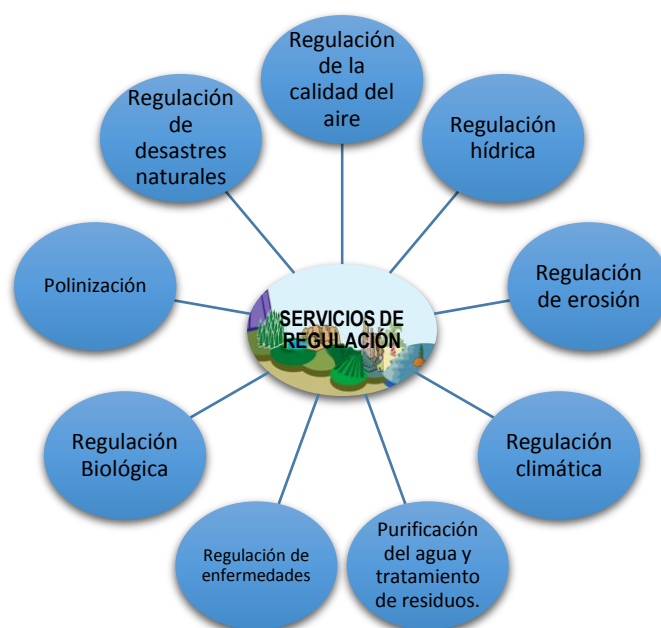 Regulación
de la
calidad del
aire
Regulación
hídrica
Regulación
de erosión
Regulación
climática
Purificación
del agua y
tratamiento
de residuos.
Regulación de
enfermedades
Regulación
Biológica
Polinización
Regulación
de
desastres
naturales
SERVICIOS DE
REGULACIÓN